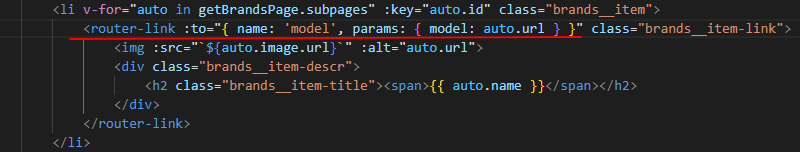 <li v-for="auto in getBrandsPage.subpages" :key="auto.id" class="brands__item">
<router-link :to="{ name: 'model', params: { model: auto.url } }" class="brands__item-link">
<img :src="`${auto.image.url}`" :alt="auto.url">
<div class="brands__item-descr">
<h2 class="brands__item-title"><span>{{ auto.name }}</span></h2>
</div>
</router-link>
</li>